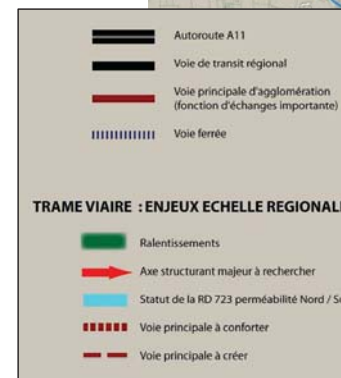 Autoroute A11
Voie de transit régional
Voie principale d'agglomération
(fonction d'échanges importante)
Voie ferrée
TRAME VIAIRE : ENJEUX ECHELLE REGIONAL
Ralentissements
Axe structurant majeur à rechercher
Statut de la RD 723 perméabilité Nord /
Voie principale à conforter
Voie principale à créer